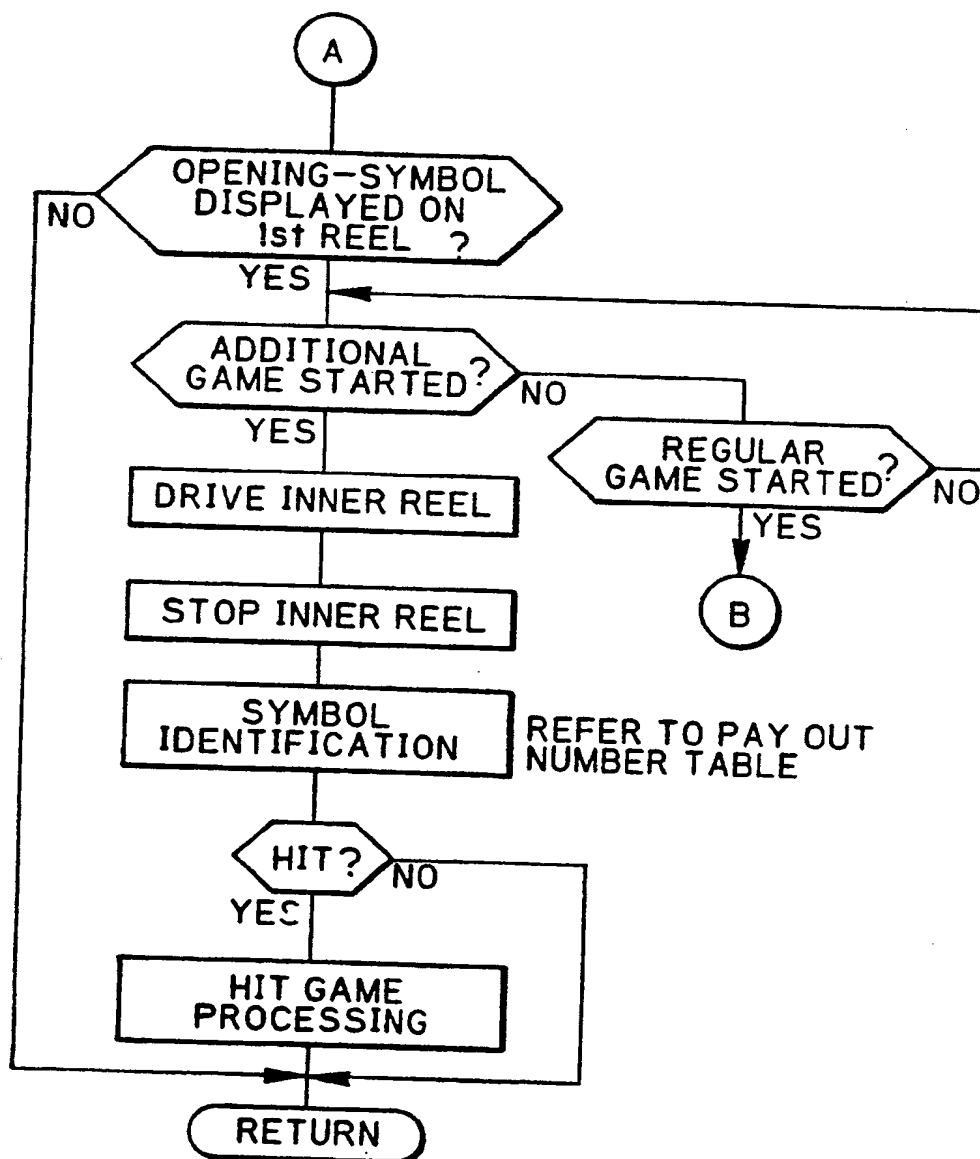 A
OPENING-SYMBOL
DISPLAYED ON
1st REEL ?
NO
YES
ADDITIONAL
GAME STARTED?
NO
YES
REGULAR
GAME STARTED?
NO
YES
DRIVE INNER REEL
B
STOP INNER REEL
SYMBOL
IDENTIFICATION
REFER TO PAY OUT
NUMBER TABLE
HIT?
NO
YES
HIT GAME
PROCESSING
RETURN